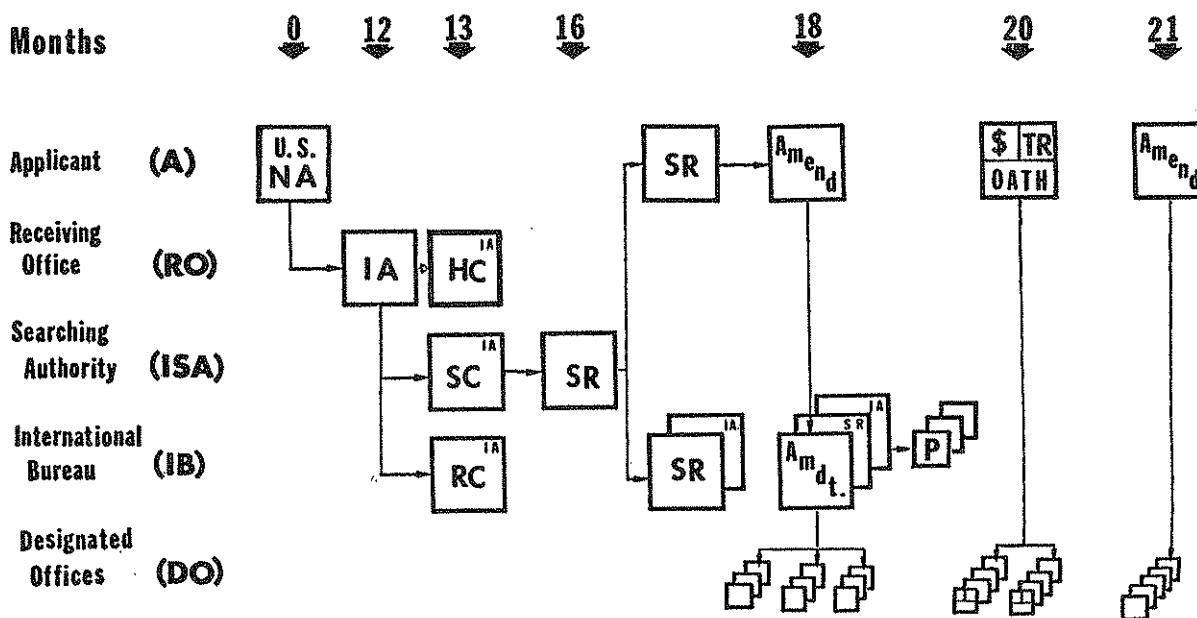 Months 0 12 13 16 18 20 21
Applicant (A)
U.S.
NA
SR
Amend
$ TR
OATH
Amend
Receiving
Office (RO)
IA
IA
HC
Searching
Authority (ISA)
IA
SC
SR
International
Bureau (IB)
IA
RC
IA
SR
IA
SR
Amdt.
P
Designated
Offices (DO)